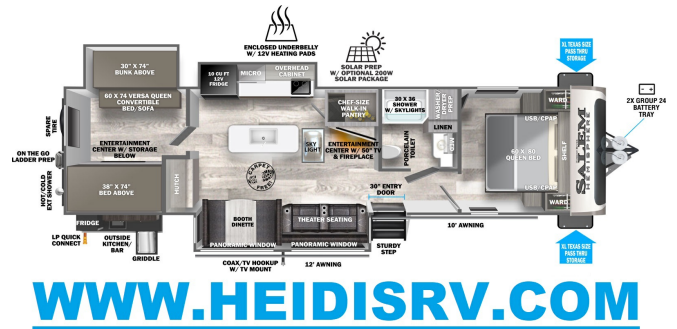 ENCLOSED UNDERBELLY
W/ 12V HEATING PADS
SOLAR PREP
W/ OPTIONAL 200W
SOLAR PACKAGE
XL TEXAS SIZE
PASS THRU
STORAGE
30" X 74"
BUNK ABOVE
60 X 74 VERSA QUEEN
CONVERTIBLE
BED/SOFA
10 CU FT
12V
FRIDGE
MICRO
OVERHEAD
CABINET
CHEF-SIZE
WALK-IN
PANTRY
30 X 36
SHOWER
W/ SKYLIGHTS
WASHER
DRYER
PREP
LINEN
WARD
USB/CPAP
2X GROUP 24
BATTERY
TRAY
SPARE
TIRE
ENTERTAINMENT
CENTER W/ STORAGE
BELOW
SKY
LIGHT
ENTERTAINMENT
CENTER W/ 50" TV
& FIREPLACE
PORCELAIN
TOILET
MED
60 X 80
QUEEN BED
SHELF
SALEM
HEMISPHERE
ON THE GO
LADDER PREP
HOT/COLD
EXT SHOWER
38" X 74"
BED ABOVE
HUTCH
CARPET
FREE
30" ENTRY
DOOR
USB/CPAP
WARD
FRIDGE
BOOTH
DINETTE
THEATER SEATING
PANORAMIC WINDOW
PANORAMIC WINDOW
10' AWNING
LP QUICK
CONNECT
OUTSIDE
KITCHEN/
BAR
GRIDDLE
COAX/TV HOOKUP
W/ TV MOUNT
12' AWNING
STURDY
STEP
XL TEXAS SIZE
PASS THRU
STORAGE
WWW.HEIDISRV.COM